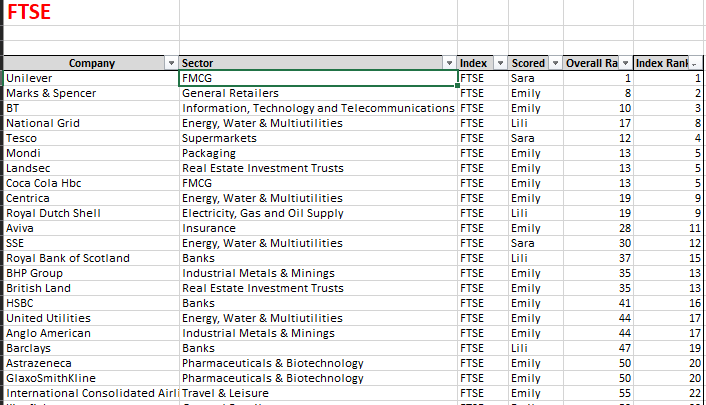 FTSE
Company Sector Index Scored Overall Ra Index Rank
Unilever FMCG FTSE Sara 1 1
Marks & Spencer General Retailers FTSE Emily 8 2
BT Information, Technology and Telecommunications FTSE Emily 10 3
National Grid Energy, Water & Multiutilities FTSE Lili 17 8
Tesco Supermarkets FTSE Sara 12 4
Mondi Packaging FTSE Emily 13 5
Landsec Real Estate Investment Trusts FTSE Emily 13 5
Coca Cola Hbc FMCG FTSE Emily 13 5
Centrica Energy, Water & Multiutilities FTSE Emily 19 9
Royal Dutch Shell Electricity, Gas and Oil Supply FTSE Lili 19 9
Aviva Insurance FTSE Emily 28 11
SSE Energy, Water & Multiutilities FTSE Sara 30 12
Royal Bank of Scotland Banks FTSE Lili 37 15
BHP Group Industrial Metals & Minings FTSE Emily 35 13
British Land Real Estate Investment Trusts FTSE Emily 35 13
HSBC Banks FTSE Emily 41 16
United Utilities Energy, Water & Multiutilities FTSE Emily 44 17
Anglo American Industrial Metals & Minings FTSE Emily 44 17
Barclays Banks FTSE Lili 47 19
Astrazeneca Pharmaceuticals & Biotechnology FTSE Emily 50 20
GlaxoSmithKline Pharmaceuticals & Biotechnology FTSE Emily 50 20
International Consolidated Airli Travel & Leisure FTSE Emily 55 22